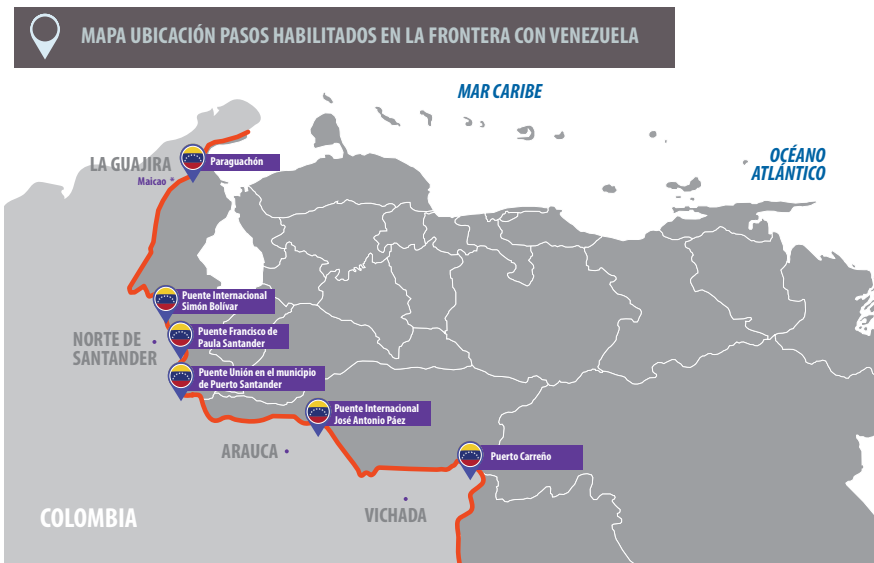 MAPA UBICACIÓN PASOS HABILITADOS EN LA FRONTERA CON VENEZUELA
MAR CARIBE
OCÉANO
ATLÁNTICO
LA GUAJIRA
Paraguachón
Maicao *
Puente Internacional
Simón Bolívar
NORTE DE
SANTANDER
Puente Francisco de
Paula Santander
Puente Unión en el municipio
de Puerto Santander
Puente Internacional
José Antonio Páez
ARAUCA
Puerto Carreño
VICHADA
COLOMBIA